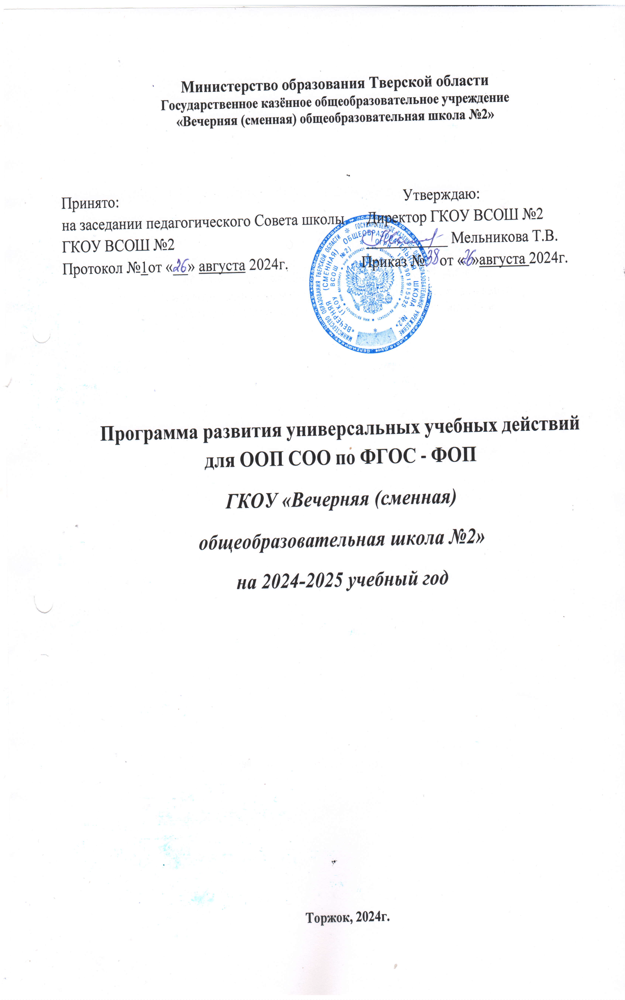 Министерство образования Тверской области
Государственное казённое общеобразовательное учреждение
«Вечерняя (сменная) общеобразовательная школа №2»
Принято:
на заседании педагогического Совета школы
ГКОУ ВСОШ №2
Протокол №1от «26» августа 2024г.
Утверждаю:
Директор ГКОУ ВСОШ №2
Мельникова Т.В.
Приказ №38 от «26»августа 2024г.
МИНИСТЕРСТВО ОБРАЗОВАНИЯ ТВЕРСКОЙ ОБЛАСТИ * ГОСУДАРСТВЕННОЕ КАЗЕННОЕ ОБЩЕОБРАЗОВАТЕЛЬНОЕ УЧРЕЖДЕНИЕ
«ВЕЧЕРНЯЯ (СМЕННАЯ) ОБЩЕОБРАЗОВАТЕЛЬНАЯ ШКОЛА №2»
(ГКОУ ВСОШ №2) * ОГРН
ИНН 6915005421
Программа развития универсальных учебных действий
для ООП СОО по ФГОС - ФОП
ГКОУ «Вечерняя (сменная)
общеобразовательная школа №2»
на 2024-2025 учебный год
Торжок, 2024г.